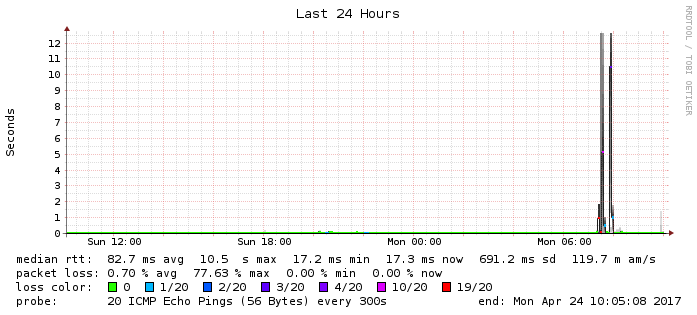 Last 24 Hours
RRDTOOL / TOBI OETIKER
Seconds
12
11
10
9
8
7
6
5
4
3
2
1
0
Sun 12:00 Sun 18:00 Mon 00:00 Mon 06:00
median rtt: 82.7 ms avg 10.5 s max 17.2 ms min 17.3 ms now 691.2 ms sd 119.7 m am/s
packet loss: 0.70 % avg 77.63 % max 0.00 % min 0.00 % now
loss color: 0 1/20 2/20 3/20 4/20 10/20 19/20
probe: 20 ICMP Echo Pings (56 Bytes) every 300s end: Mon Apr 24 10:05:08 2017